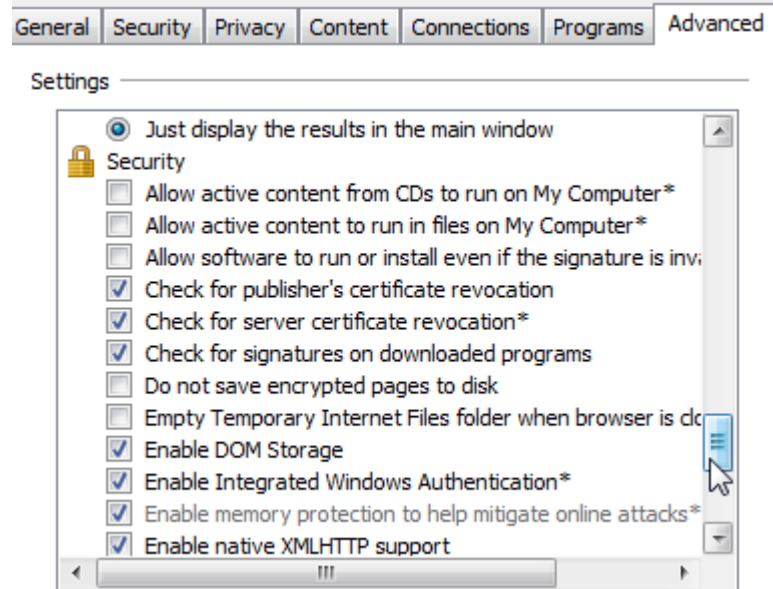 General Security Privacy Content Connections Programs Advanced
Settings
Just display the results in the main window
Security
Allow active content from CDs to run on My Computer*
Allow active content to run in files on My Computer*
Allow software to run or install even if the signature is inva
Check for publisher's certificate revocation
Check for server certificate revocation*
Check for signatures on downloaded programs
Do not save encrypted pages to disk
Empty Temporary Internet Files folder when browser is clo
Enable DOM Storage
Enable Integrated Windows Authentication*
Enable memory protection to help mitigate online attacks*
Enable native XMLHTTP support